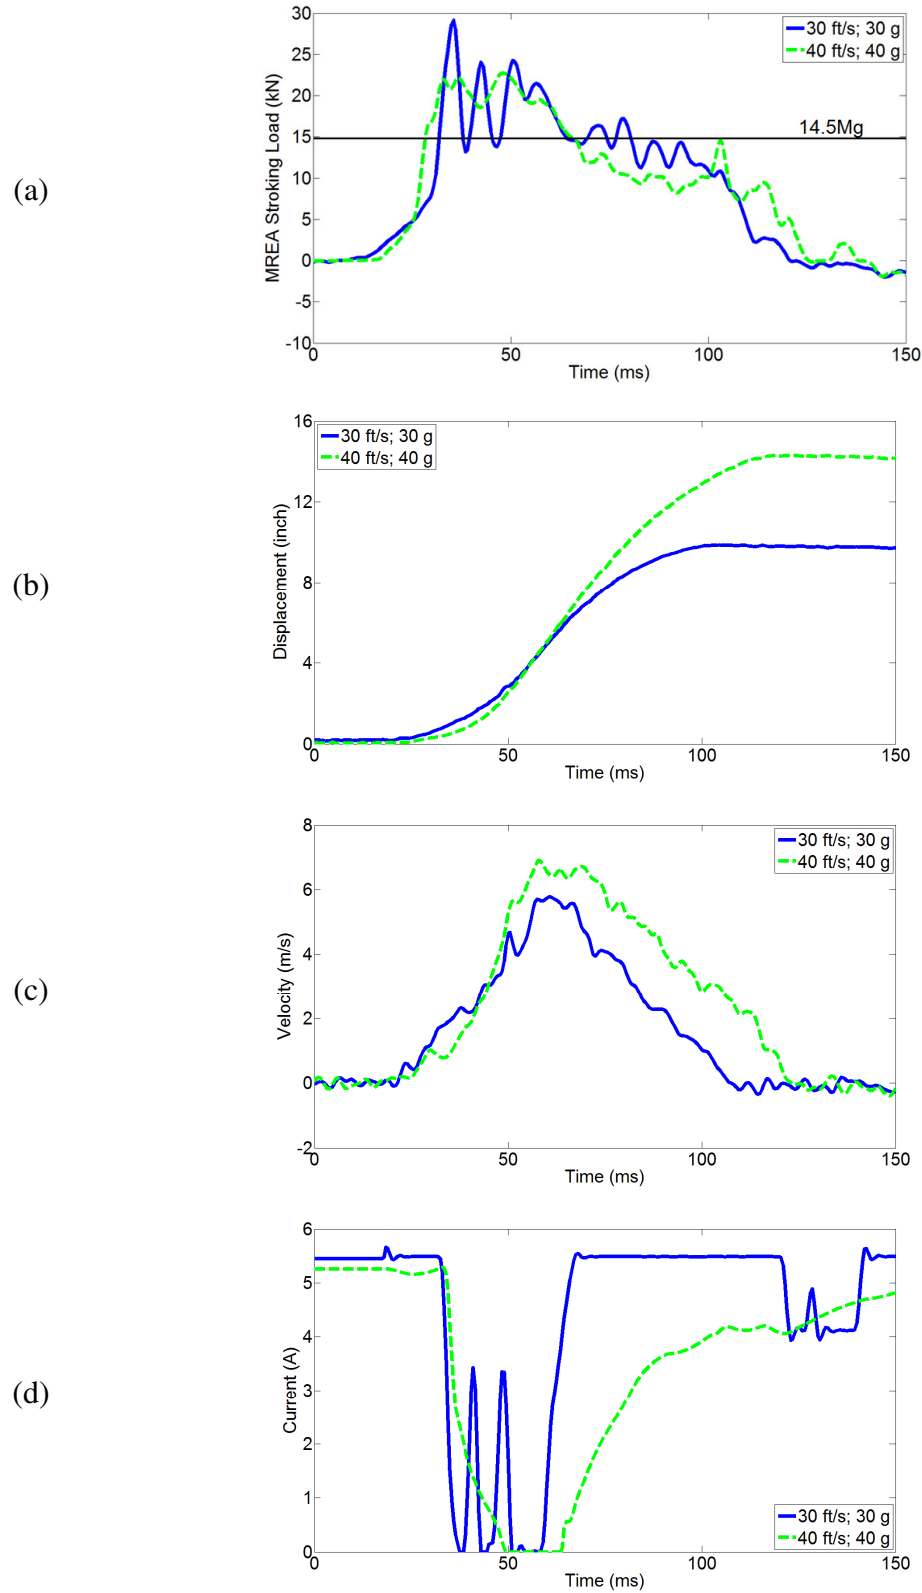 (a)
MREA Stroking Load (kN)
30
25
20
15
10
5
0
-5
-10
30 ft/s; 30 g
40 ft/s; 40 g
14.5Mg
0
50
100
150
Time (ms)
(b)
Displacement (inch)
16
12
8
4
0
30 ft/s; 30 g
40 ft/s; 40 g
0
50
100
150
Time (ms)
(c)
Velocity (m/s)
8
6
4
2
0
-2
30 ft/s; 30 g
40 ft/s; 40 g
0
50
100
150
Time (ms)
(d)
Current (A)
6
5
4
3
2
1
0
30 ft/s; 30 g
40 ft/s; 40 g
0
50
100
150
Time (ms)